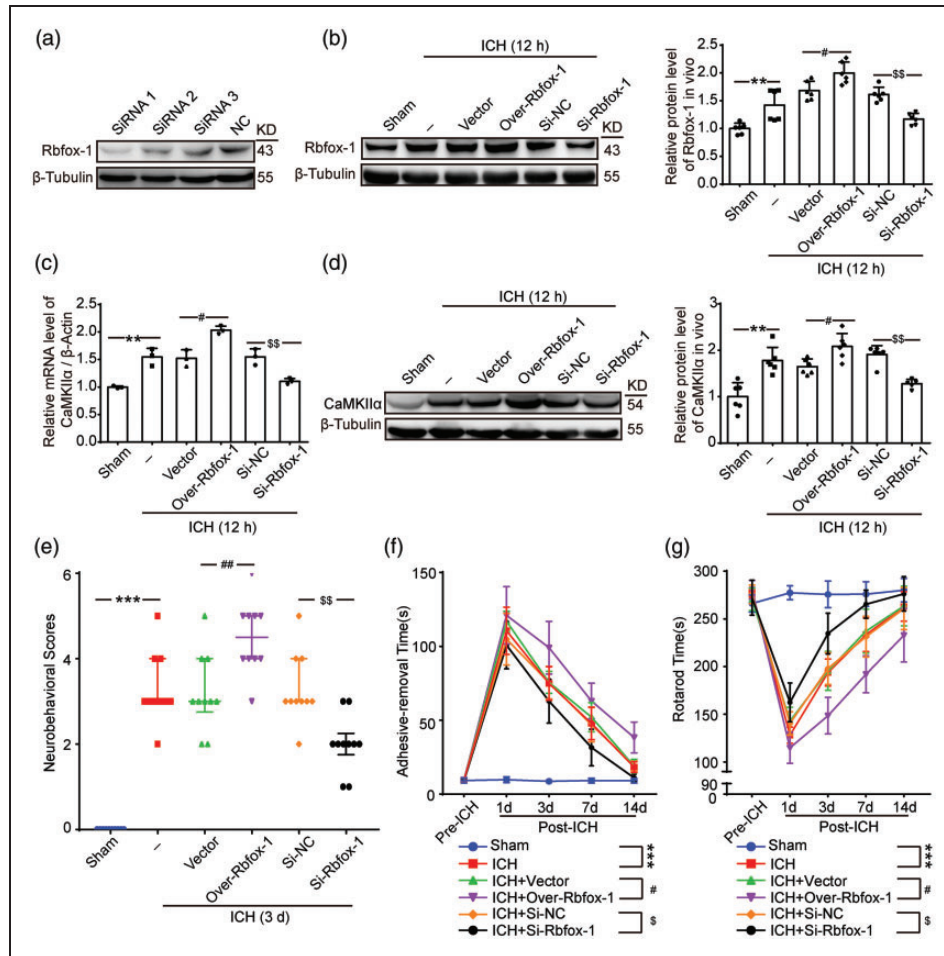 (a)
SiRNA 1
SiRNA 2
SiRNA 3
NC
KD
Rbfox-1
43
β-Tubulin
55
(b)
ICH (12 h)
Sham
–
Vector
Over-Rbfox-1
Si-NC
Si-Rbfox-1
KD
Rbfox-1
43
β-Tubulin
55
Relative protein level
of Rbfox-1 in vivo
2.5
2.0
1.5
1.0
0.5
0.0
**
#
$$
Sham
–
Vector
Over-Rbfox-1
Si-NC
Si-Rbfox-1
ICH (12 h)
(c)
Relative mRNA level of
CaMKIIα / β-Actin
2.5
2.0
1.5
1.0
0.5
0.0
**
#
$$
Sham
–
Vector
Over-Rbfox-1
Si-NC
Si-Rbfox-1
ICH (12 h)
(d)
ICH (12 h)
Sham
–
Vector
Over-Rbfox-1
Si-NC
Si-Rbfox-1
KD
CaMKIIα
54
β-Tubulin
55
Relative protein level
of CaMKIIα in vivo
3
2
1
0
**
#
$$
Sham
–
Vector
Over-Rbfox-1
Si-NC
Si-Rbfox-1
ICH (12 h)
(e)
Neurobehavioral Scores
6
4
2
0
***
##
$$
Sham
–
Vector
Over-Rbfox-1
Si-NC
Si-Rbfox-1
ICH (3 d)
(f)
Adhesive-removal Time(s)
150
100
50
0
Pre-ICH
1d
3d
7d
14d
Post-ICH
Sham
ICH
ICH+Vector
ICH+Over-Rbfox-1
ICH+Si-NC
ICH+Si-Rbfox-1
***
#
$
(g)
Rotarod Time(s)
300
250
200
150
100
90
0
Pre-ICH
1d
3d
7d
14d
Post-ICH
Sham
ICH
ICH+Vector
ICH+Over-Rbfox-1
ICH+Si-NC
ICH+Si-Rbfox-1
***
#
$